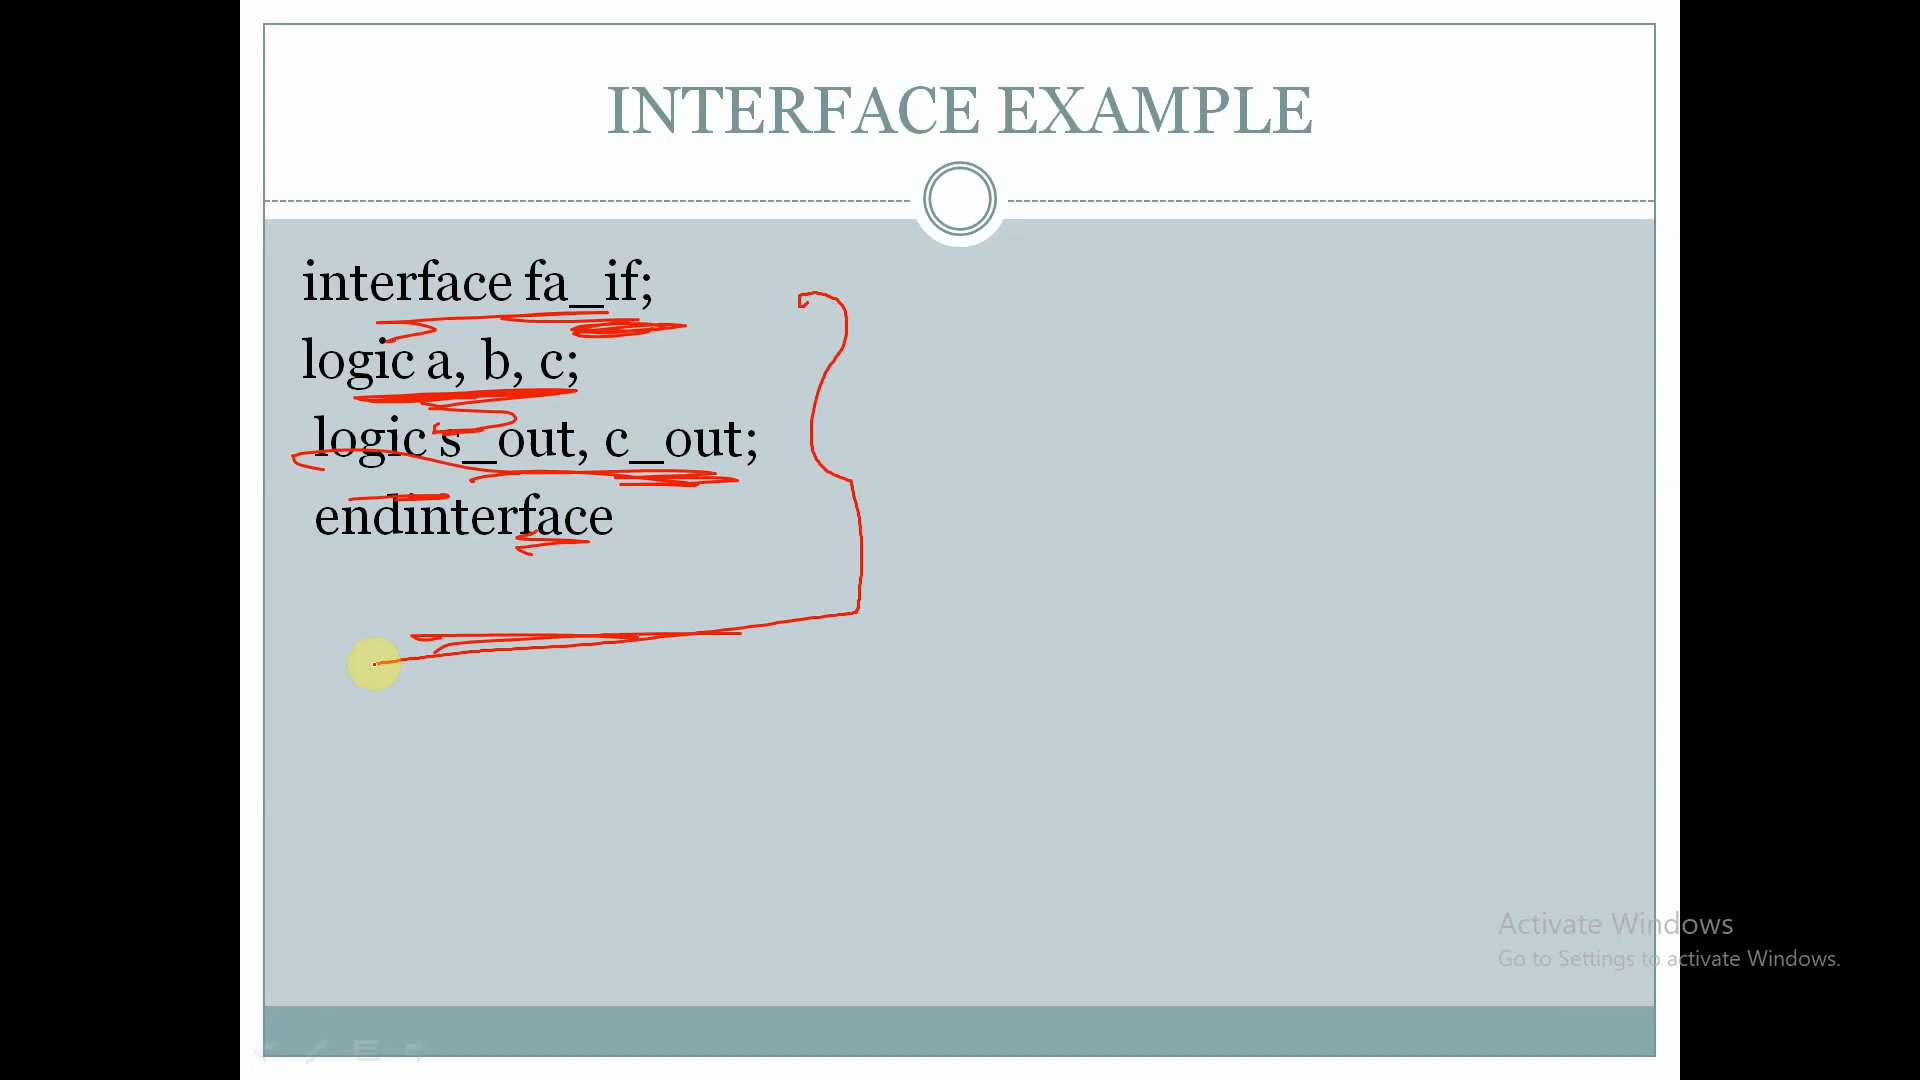 INTERFACE EXAMPLE
interface fa_if;
logic a, b, c;
logic s_out, c_out;
endinterface
Activate Windows
Go to Settings to activate Windows.